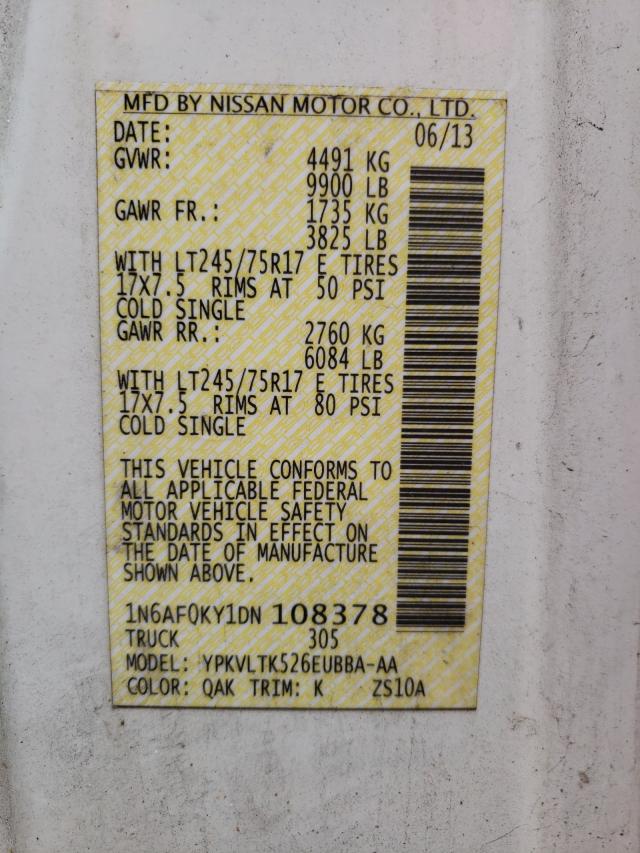 MFD BY NISSAN MOTOR CO., LTD.
DATE: 06/13
GVWR: 4491 KG
9900 LB
GAWR FR.: 1735 KG
3825 LB
WITH LT245/75R17 E TIRES
17X7.5 RIMS AT 50 PSI
COLD SINGLE
GAWR RR.: 2760 KG
6084 LB
WITH LT245/75R17 E TIRES
17X7.5 RIMS AT 80 PSI
COLD SINGLE
THIS VEHICLE CONFORMS TO
ALL APPLICABLE FEDERAL
MOTOR VEHICLE SAFETY
STANDARDS IN EFFECT ON
THE DATE OF MANUFACTURE
SHOWN ABOVE.
1N6AF0KY1DN 108378
TRUCK 305
MODEL: YPKVLTK526EUBBA-AA
COLOR: QAK TRIM: K ZS10A